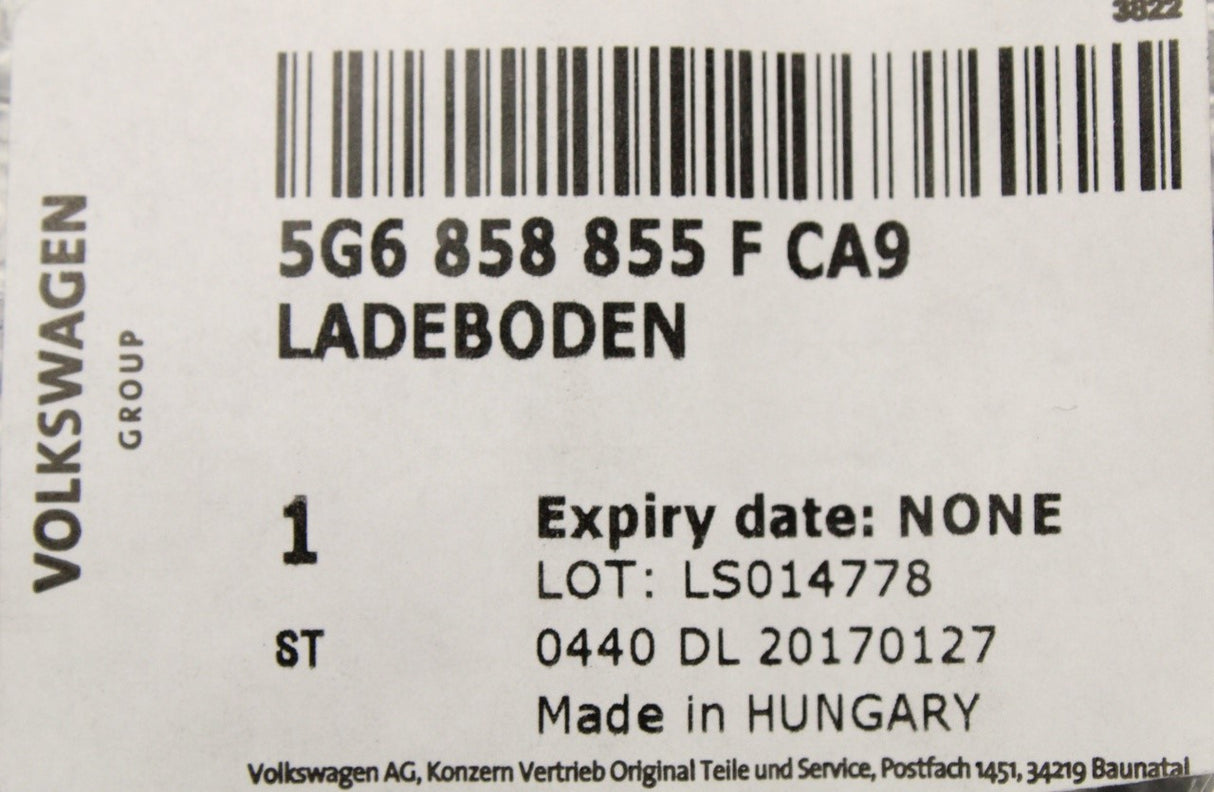 3822
5G6 858 855 F CA9
LADEBODEN
VOLKSWAGEN
GROUP
1
Expiry date: NONE
LOT: LS014778
ST
0440 DL 20170127
Made in HUNGARY
Volkswagen AG, Konzern Vertrieb Original Teile und Service, Postfach 1451, 34219 Baunatal